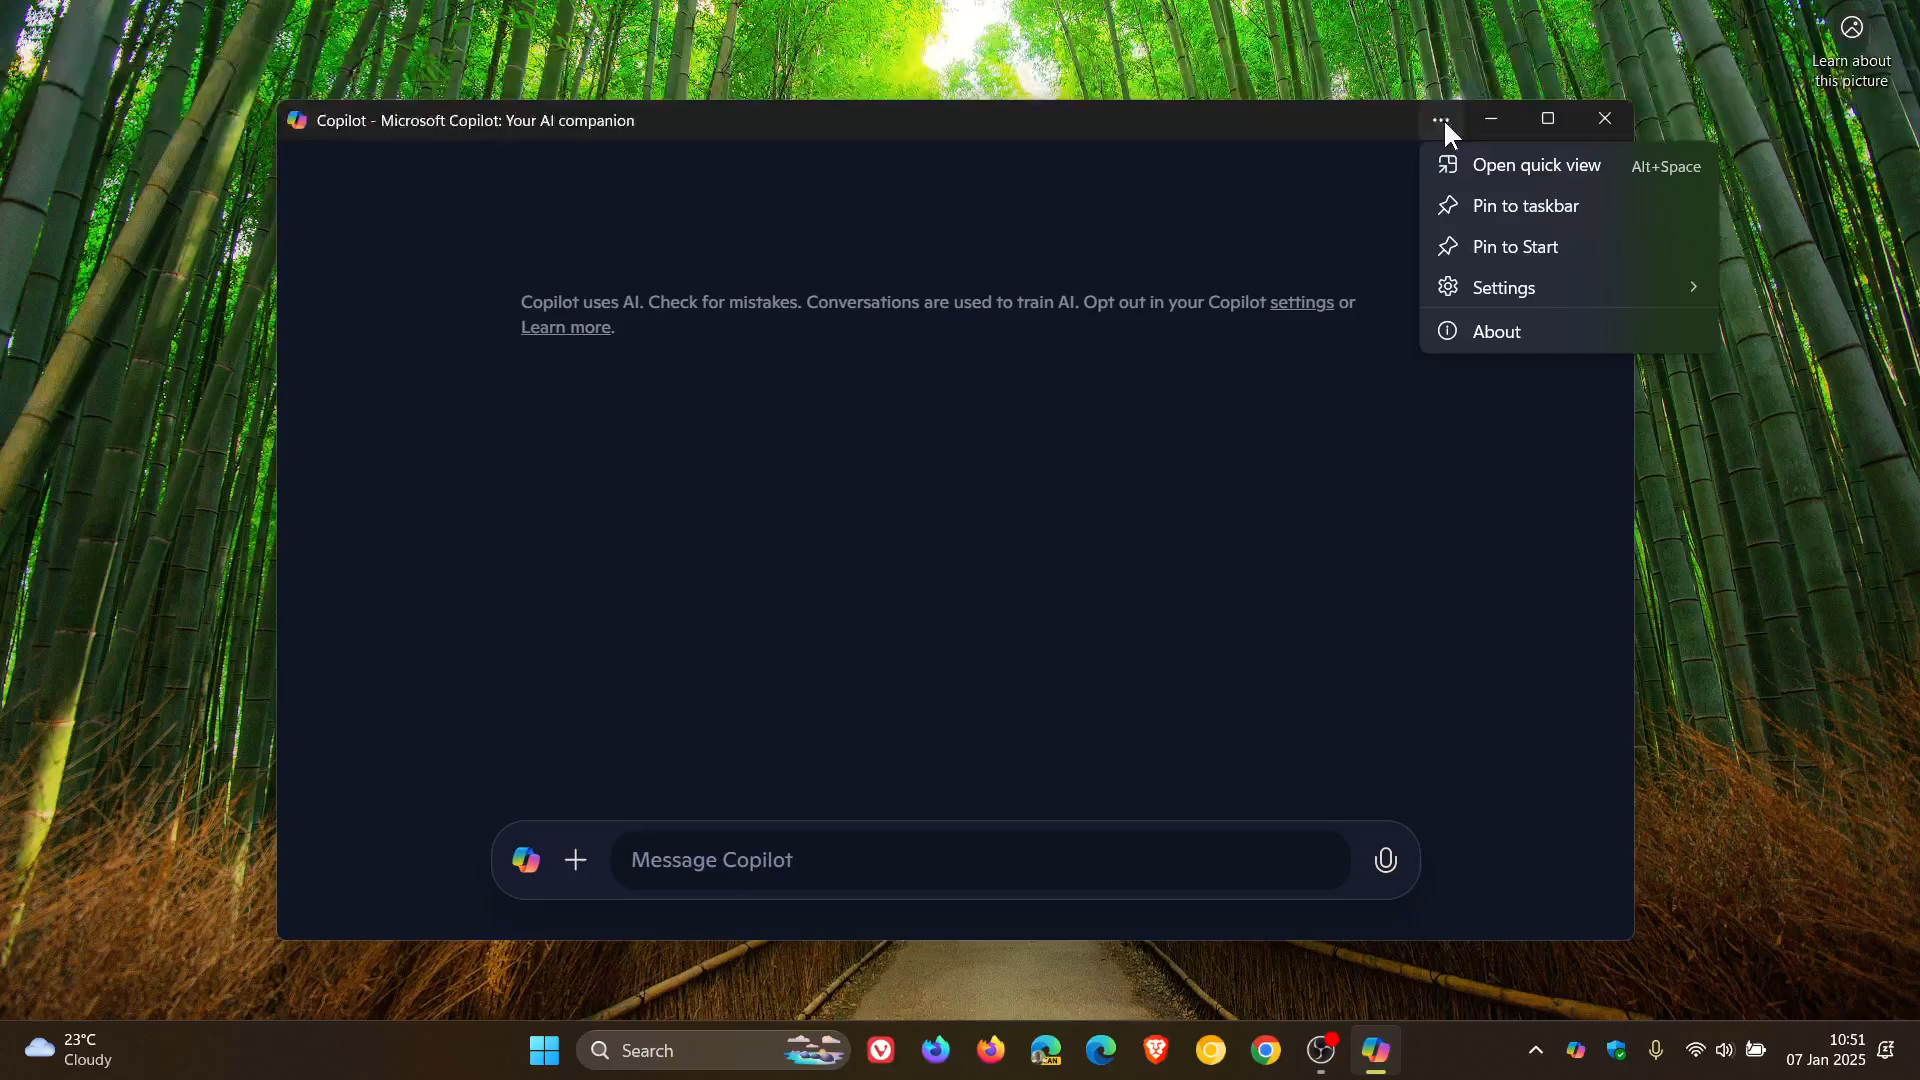 Learn about
this picture
Copilot - Microsoft Copilot: Your AI companion
Open quick view Alt+Space
Pin to taskbar
Pin to Start
Settings
About
Copilot uses AI. Check for mistakes. Conversations are used to train AI. Opt out in your Copilot settings or
Learn more.
Message Copilot
23°C
Cloudy
Search
CAN
10:51
07 Jan 2025